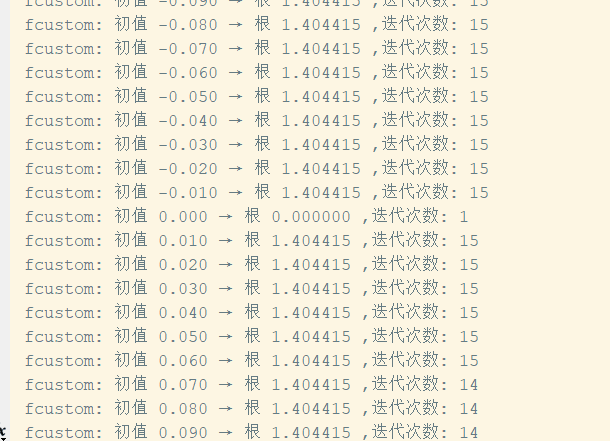 fcustom: 初值 -0.090 → 根 1.404415 ,迭代次数: 15
fcustom: 初值 -0.080 → 根 1.404415 ,迭代次数: 15
fcustom: 初值 -0.070 → 根 1.404415 ,迭代次数: 15
fcustom: 初值 -0.060 → 根 1.404415 ,迭代次数: 15
fcustom: 初值 -0.050 → 根 1.404415 ,迭代次数: 15
fcustom: 初值 -0.040 → 根 1.404415 ,迭代次数: 15
fcustom: 初值 -0.030 → 根 1.404415 ,迭代次数: 15
fcustom: 初值 -0.020 → 根 1.404415 ,迭代次数: 15
fcustom: 初值 -0.010 → 根 1.404415 ,迭代次数: 15
fcustom: 初值 0.000 → 根 0.000000 ,迭代次数: 1
fcustom: 初值 0.010 → 根 1.404415 ,迭代次数: 15
fcustom: 初值 0.020 → 根 1.404415 ,迭代次数: 15
fcustom: 初值 0.030 → 根 1.404415 ,迭代次数: 15
fcustom: 初值 0.040 → 根 1.404415 ,迭代次数: 15
fcustom: 初值 0.050 → 根 1.404415 ,迭代次数: 15
fcustom: 初值 0.060 → 根 1.404415 ,迭代次数: 15
fcustom: 初值 0.070 → 根 1.404415 ,迭代次数: 14
fcustom: 初值 0.080 → 根 1.404415 ,迭代次数: 14
fcustom: 初值 0.090 → 根 1.404415 ,迭代次数: 14